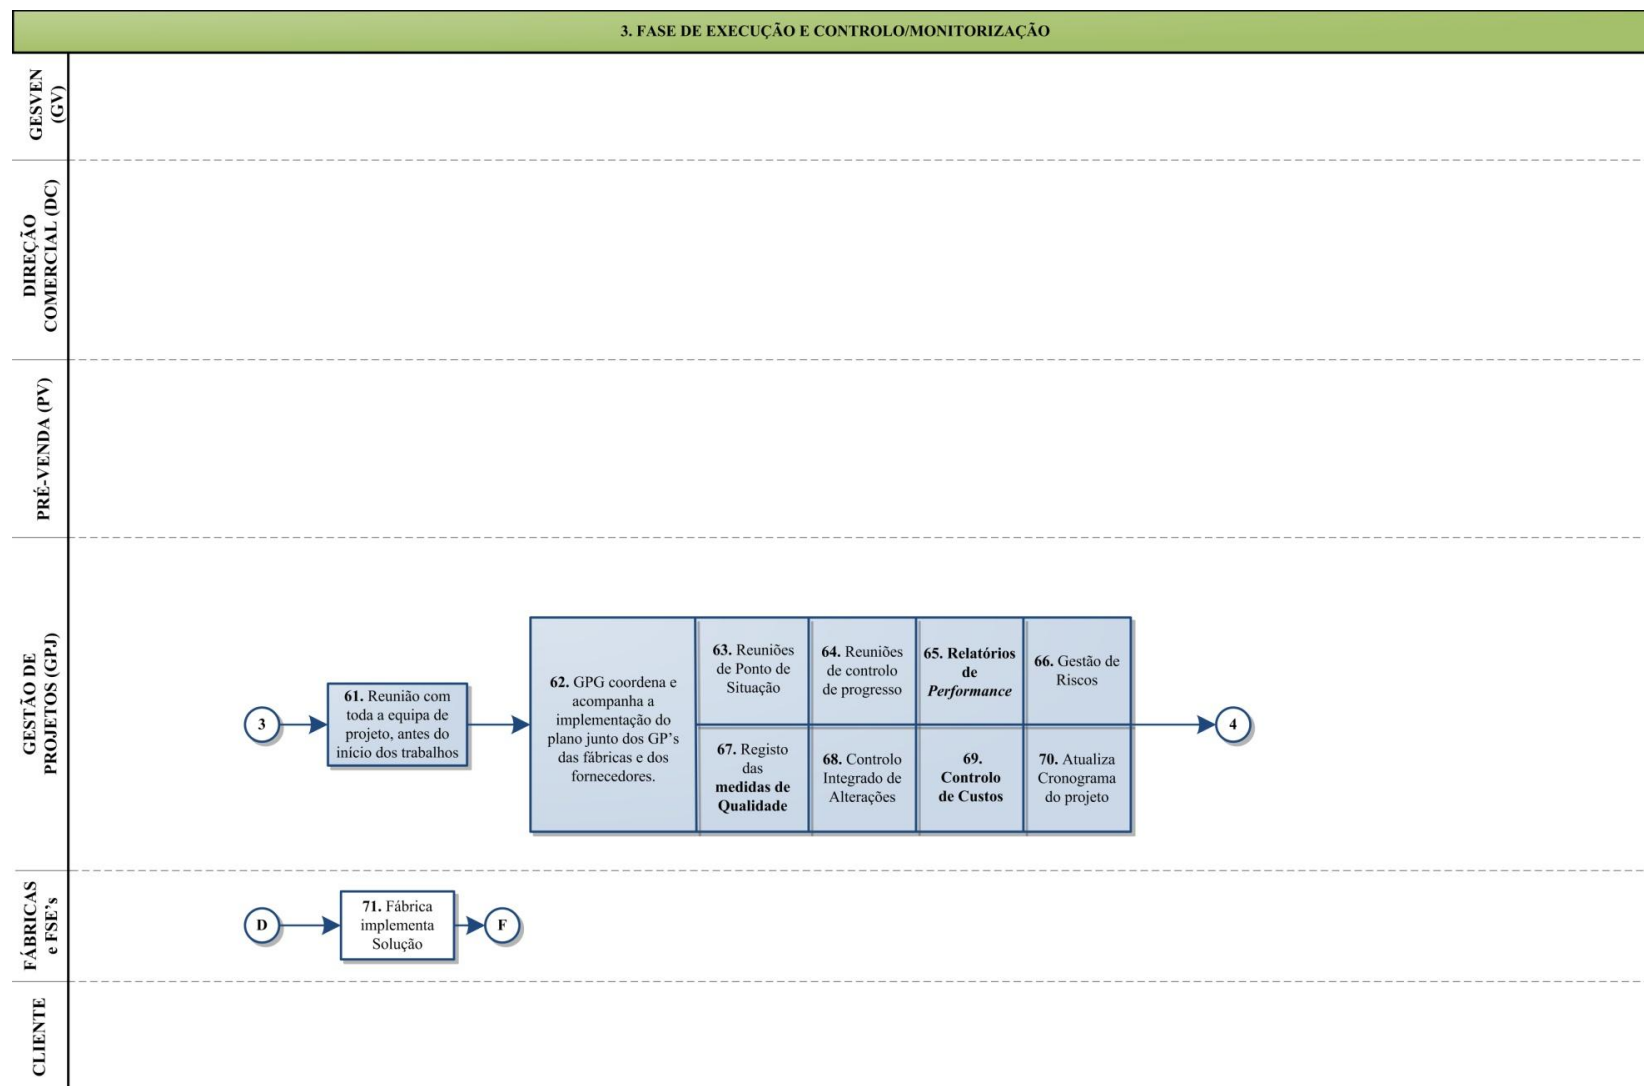 3. FASE DE EXECUÇÃO E CONTROLO/MONITORIZAÇÃO
GESVEN
(GV)
DIREÇÃO
COMERCIAL (DC)
PRÉ-VENDA (PV)
GESTÃO DE
PROJETOS (GPJ)
3
61. Reunião com
toda a equipa de
projeto, antes do
início dos trabalhos
62. GPG coordena e
acompanha a
implementação do
plano junto dos GP’s
das fábricas e dos
fornecedores.
63. Reuniões
de Ponto de
Situação
64. Reuniões
de controlo
de progresso
65. Relatórios
de
Performance
66. Gestão de
Riscos
67. Registo
das
medidas de
Qualidade
68. Controlo
Integrado de
Alterações
69.
Controlo
de Custos
70. Atualiza
Cronograma
do projeto
4
FÁBRICAS
e FSE’s
D
71. Fábrica
implementa
Solução
F
CLIENTE